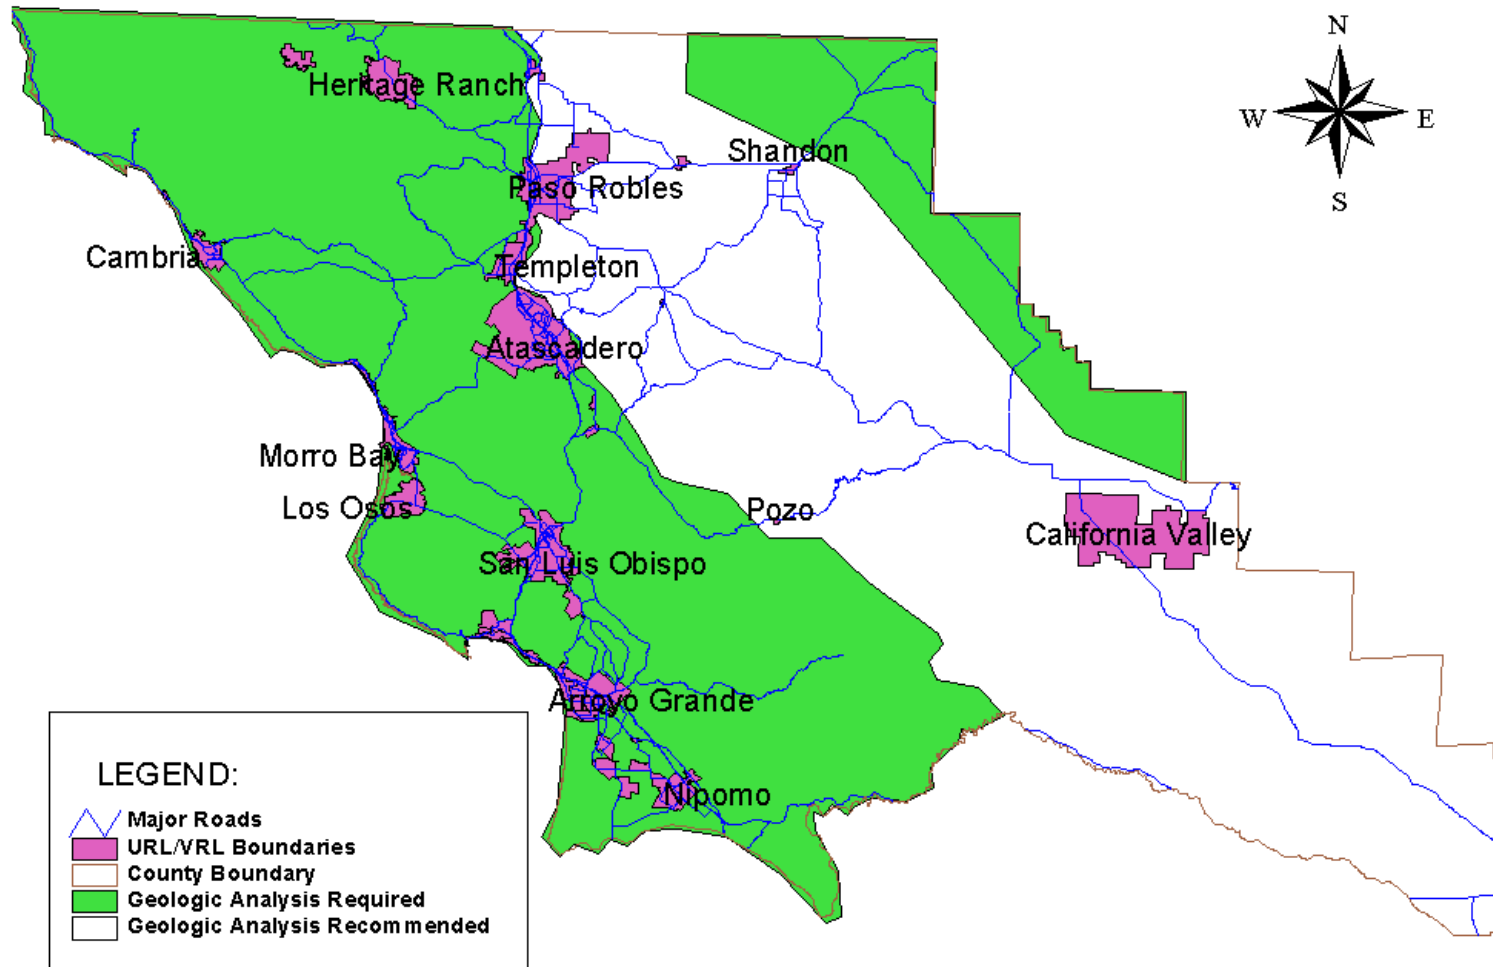 N
W E
S
Heritage Ranch
Shandon
Paso Robles
Cambria
Templeton
Atascadero
Morro Bay
Los Osos
Pozo
California Valley
San Luis Obispo
Arroyo Grande
Nipomo
LEGEND:
Major Roads
URL/VRL Boundaries
County Boundary
Geologic Analysis Required
Geologic Analysis Recommended